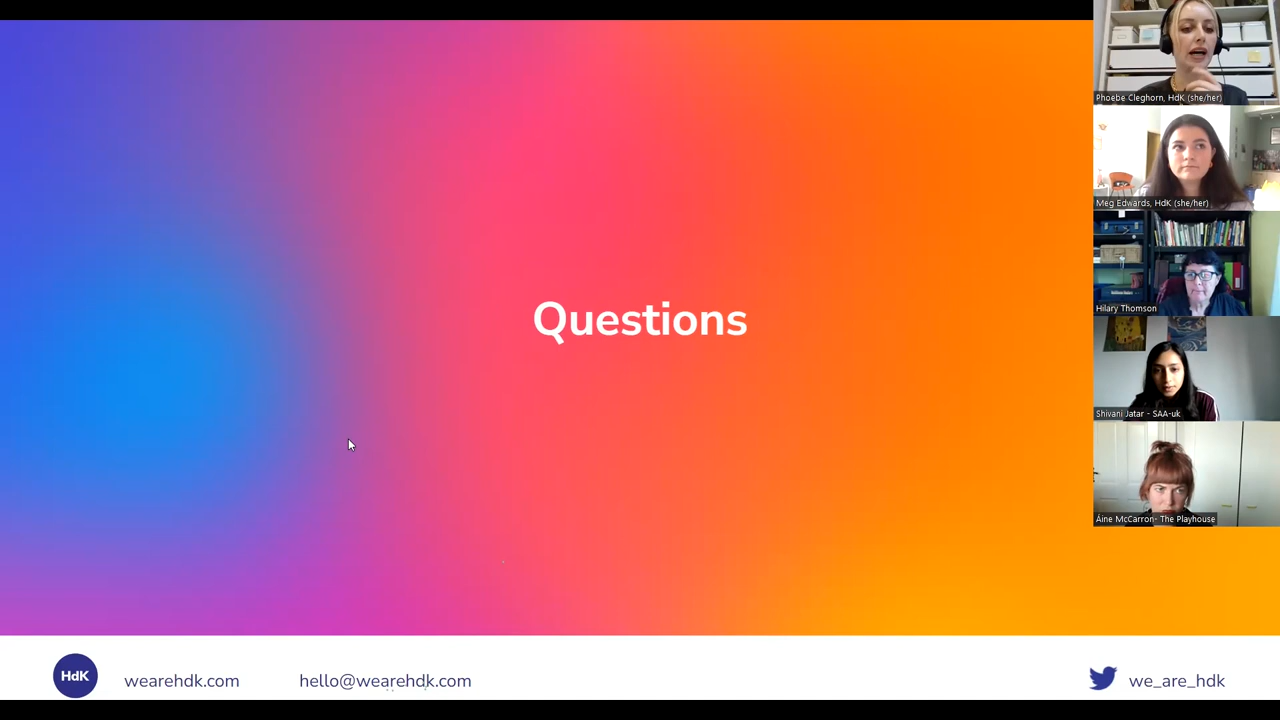 Questions
HdK
wearehdk.com
hello@wearehdk.com
we_are_hdk
Phoebe Cleghorn, HdK (she/her)
Meg Edwards, HdK (she/her)
Hilary Thomson
Shivani Jatar - SAA-uk
Áine McCarron- The Playhouse